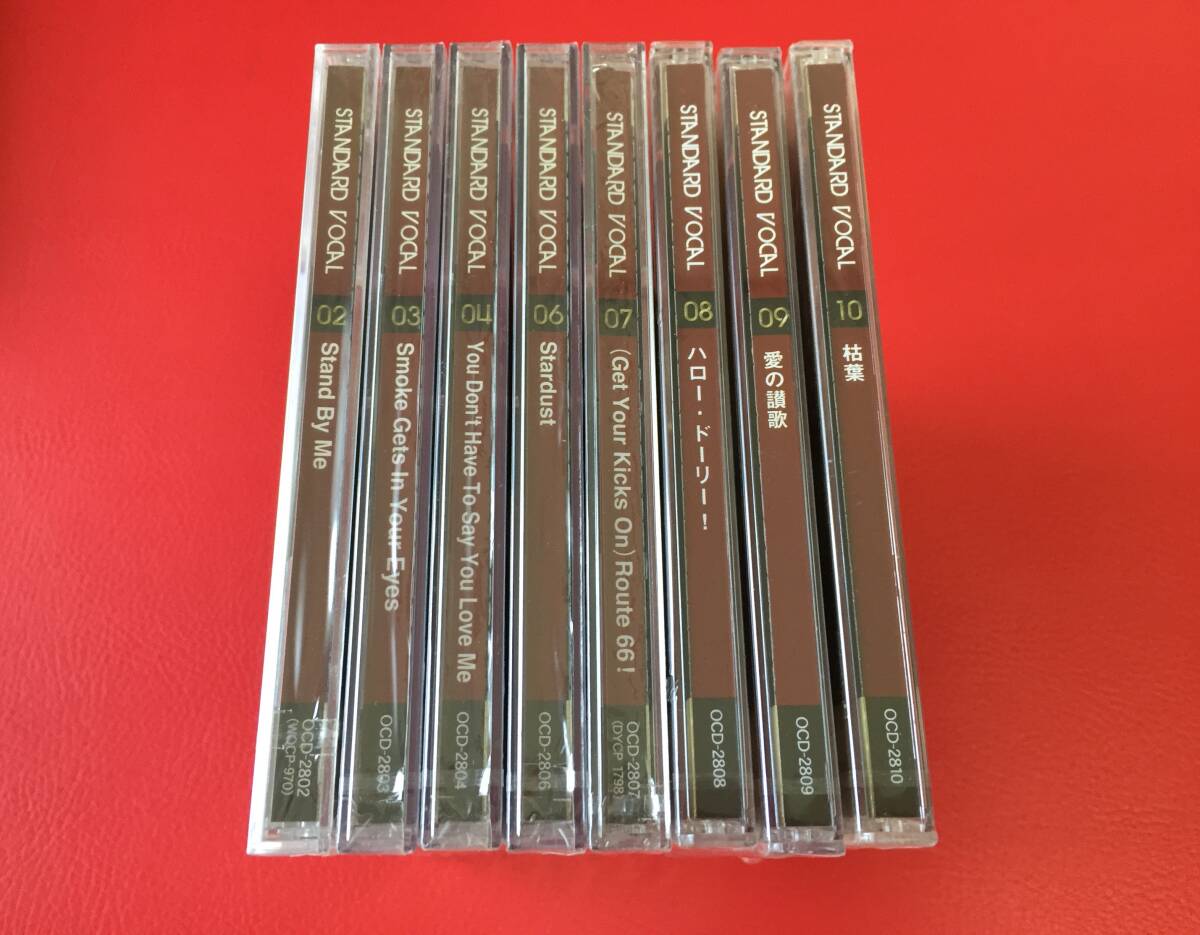 STANDARD VOCAL
02
Stand By Me
OCD-2802
(WQCP-970)
STANDARD VOCAL
03
Smoke Gets In Your Eyes
OCD-2803
STANDARD VOCAL
04
You Don't Have To Say You Love Me
OCD-2804
STANDARD VOCAL
06
Stardust
OCD-2806
STANDARD VOCAL
07
(Get Your Kicks On) Route 66!
OCD-2807
(DYCP 1798)
STANDARD VOCAL
08
ハロー・ドーリー!
OCD-2808
STANDARD VOCAL
09
愛の讃歌
OCD-2809
STANDARD VOCAL
10
枯葉
OCD-2810